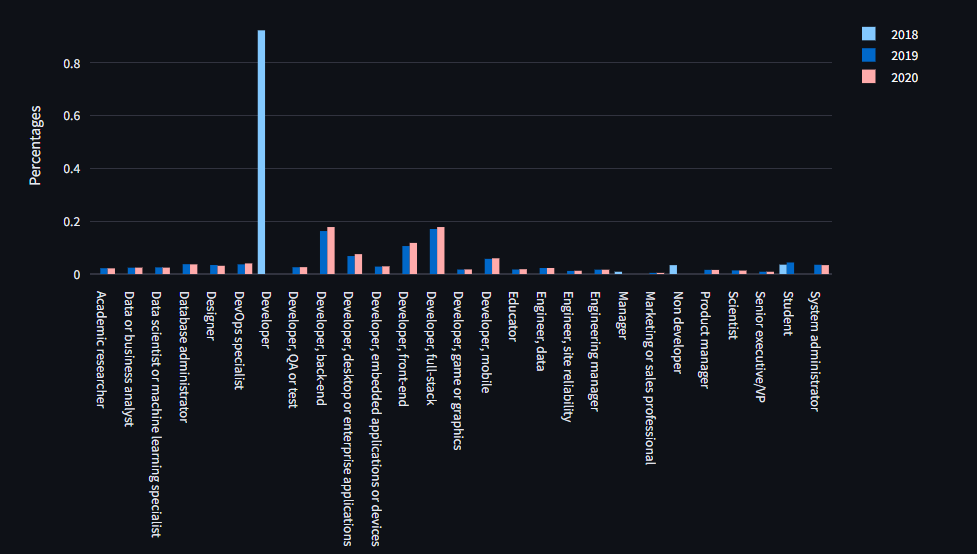 2018
2019
2020
Percentages
0.8
0.6
0.4
0.2
0
Academic researcher
Data or business analyst
Data scientist or machine learning specialist
Database administrator
Designer
DevOps specialist
Developer
Developer, QA or test
Developer, back-end
Developer, desktop or enterprise applications
Developer, embedded applications or devices
Developer, front-end
Developer, full-stack
Developer, game or graphics
Developer, mobile
Educator
Engineer, data
Engineer, site reliability
Engineering manager
Manager
Marketing or sales professional
Non developer
Product manager
Scientist
Senior executive/VP
Student
System administrator